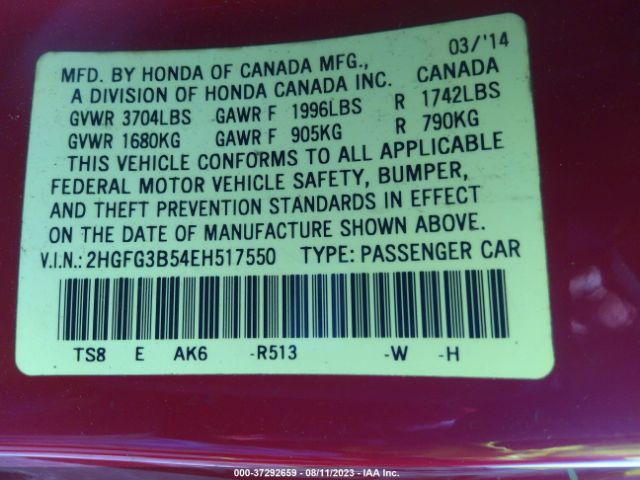 03/'14
MFD. BY HONDA OF CANADA MFG., CANADA
A DIVISION OF HONDA CANADA INC.
GVWR 3704LBS GAWR F 1996LBS R 1742LBS
GVWR 1680KG GAWR F 905KG R 790KG
THIS VEHICLE CONFORMS TO ALL APPLICABLE
FEDERAL MOTOR VEHICLE SAFETY, BUMPER,
AND THEFT PREVENTION STANDARDS IN EFFECT
ON THE DATE OF MANUFACTURE SHOWN ABOVE.
V.I.N.: 2HGFG3B54EH517550 TYPE: PASSENGER CAR
TS8 E AK6 -R513 -W -H
000-37292659 - 08/11/2023 - IAA Inc.